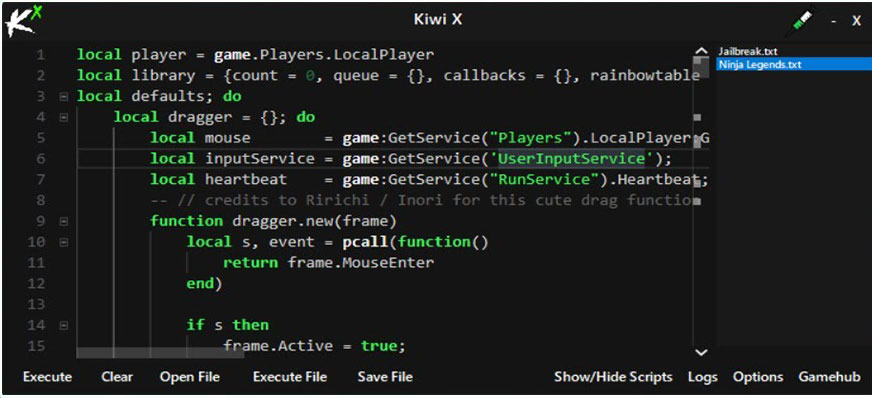 KX
Kiwi X
- X
1 local player = game.Players.LocalPlayer
2 local library = {count = 0, queue = {}, callbacks = {}, rainbowtable
3 local defaults; do
4 local dragger = {}; do
5 local mouse = game:GetService("Players").LocalPlayer:G
6 local inputService = game:GetService('UserInputService');
7 local heartbeat = game:GetService("RunService").Heartbeat;
8 -- // credits to Ririchi / Inori for this cute drag function
9 function dragger.new(frame)
10 local s, event = pcall(function()
11 return frame.MouseEnter
12 end)
13
14 if s then
15 frame.Active = true;
Jailbreak.txt
Ninja Legends.txt
Execute Clear Open File Execute File Save File Show/Hide Scripts Logs Options Gamehub